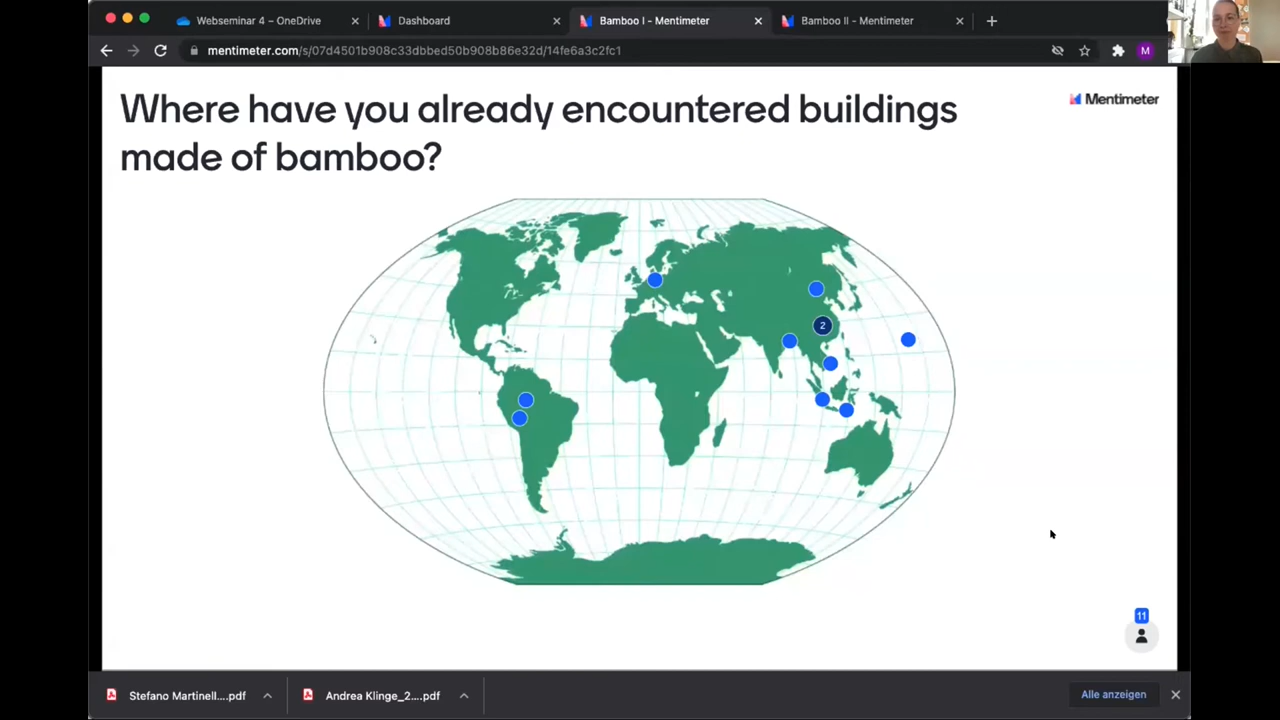 Webseminar 4 – OneDrive
Dashboard
Bamboo I - Mentimeter
Bamboo II - Mentimeter
mentimeter.com/s/07d4501b908c33dbbed50b908b86e32d/14fe6a3c2fc1
M
Where have you already encountered buildings
made of bamboo?
Mentimeter
2
11
Stefano Martinell....pdf
Andrea Klinge_2....pdf
Alle anzeigen